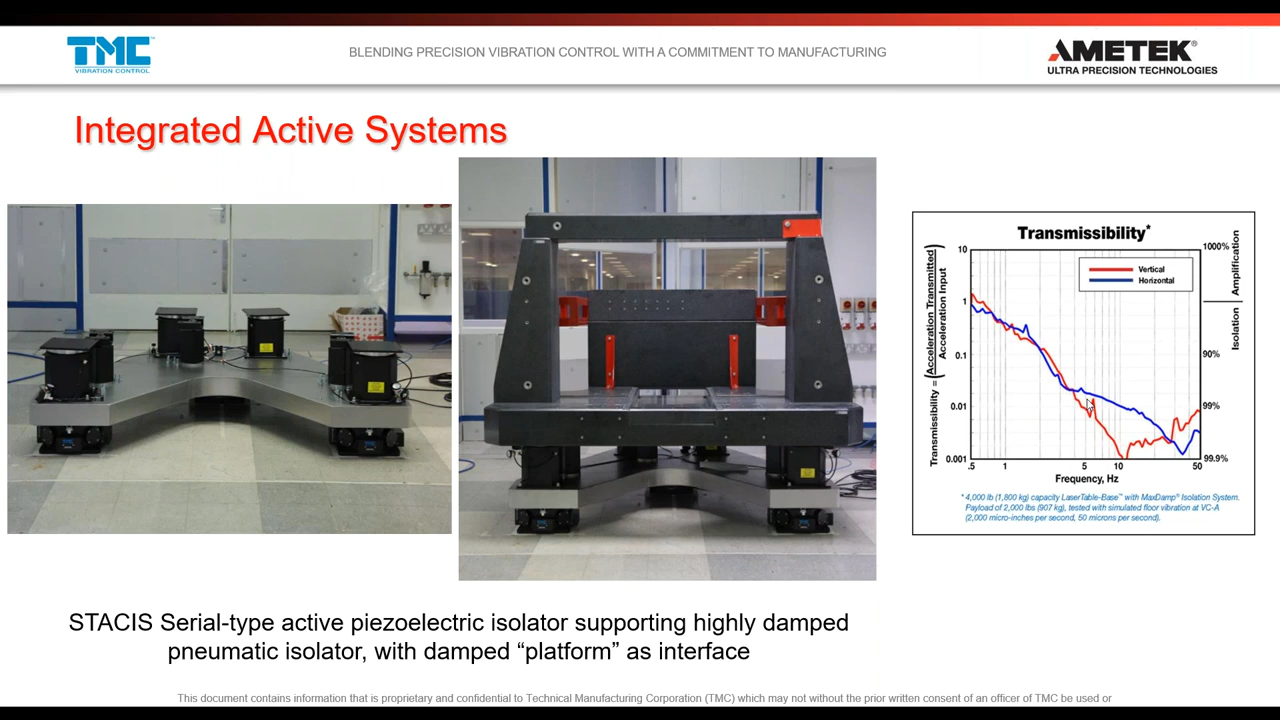 TMC
VIBRATION CONTROL
BLENDING PRECISION VIBRATION CONTROL WITH A COMMITMENT TO MANUFACTURING
AMETEK®
ULTRA PRECISION TECHNOLOGIES
Integrated Active Systems
Transmissibility*
Transmissibility = (Acceleration Transmitted / Acceleration Input)
10
1
0.1
0.01
0.001
Vertical
Horizontal
1000%
90%
99%
99.9%
Amplification
Isolation
.5
1
5
10
50
Frequency, Hz
* 4,000 lb (1,800 kg) capacity LaserTable-Base™ with MaxDamp® Isolation System.
Payload of 2,000 lbs (907 kg), tested with simulated floor vibration at VC-A
(2,000 micro-inches per second, 50 microns per second).
STACIS Serial-type active piezoelectric isolator supporting highly damped
pneumatic isolator, with damped “platform” as interface
This document contains information that is proprietary and confidential to Technical Manufacturing Corporation (TMC) which may not without the prior written consent of an officer of TMC be used or